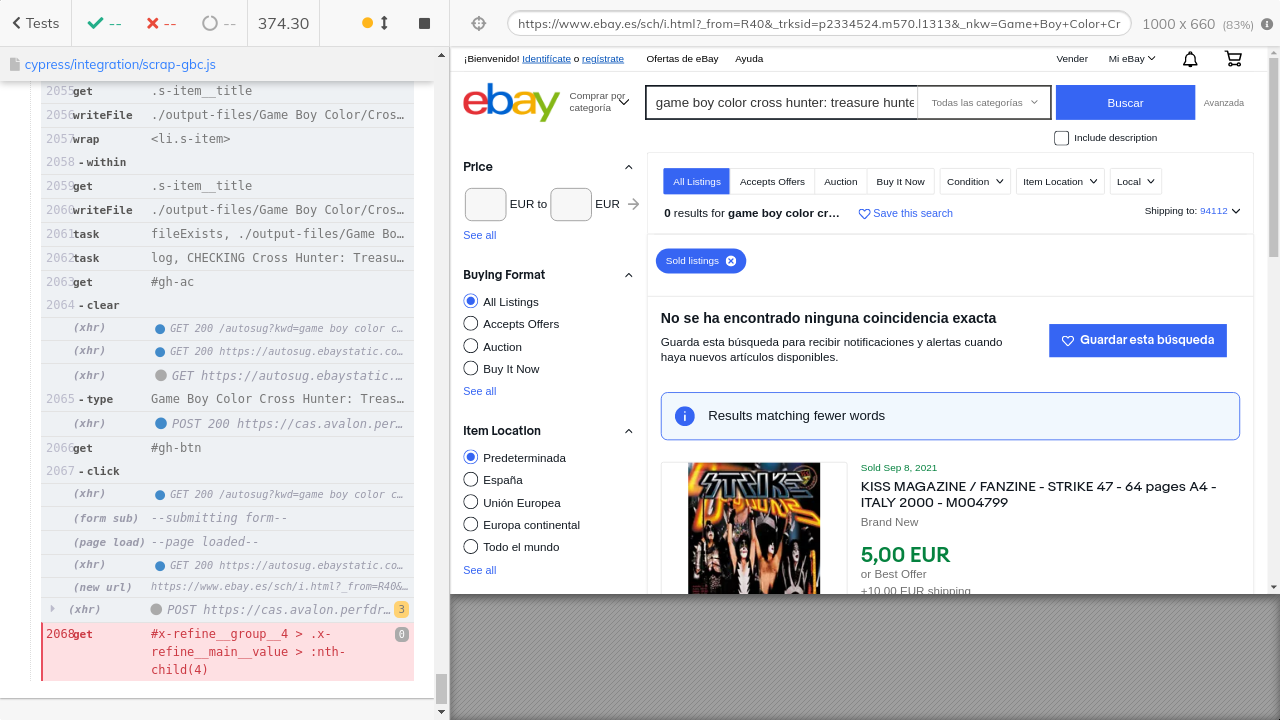 Tests
--
--
--
374.30
https://www.ebay.es/sch/i.html?_from=R40&_trksid=p2334524.m570.l1313&_nkw=Game+Boy+Color+Cr
1000 x 660 (83%)
cypress/integration/scrap-gbc.js
2055 get .s-item__title
2056 writeFile ./output-files/Game Boy Color/Cros…
2057 wrap <li.s-item>
2058 - within
2059 get .s-item__title
2060 writeFile ./output-files/Game Boy Color/Cros…
2061 task fileExists, ./output-files/Game Bo…
2062 task log, CHECKING Cross Hunter: Treasu…
2063 get #gh-ac
2064 - clear
(xhr) GET 200 /autosug?kwd=game boy color c…
(xhr) GET 200 https://autosug.ebaystatic.co…
(xhr) GET https://autosug.ebaystatic.…
2065 - type Game Boy Color Cross Hunter: Treas…
(xhr) POST 200 https://cas.avalon.per…
2066 get #gh-btn
2067 - click
(xhr) GET 200 /autosug?kwd=game boy color c…
(form sub) --submitting form--
(page load) --page loaded--
(xhr) GET 200 https://autosug.ebaystatic.co…
(new url) https://www.ebay.es/sch/i.html?_from=R40&…
(xhr) POST https://cas.avalon.perfdr… 3
2068 get #x-refine__group__4 > .x-
refine__main__value > :nth-
child(4)
0
¡Bienvenido! Identifícate o regístrate
Ofertas de eBay
Ayuda
Vender
Mi eBay
ebay
Comprar por
categoría
game boy color cross hunter: treasure hunte
Todas las categorías
Buscar
Avanzada
Include description
Price
EUR to EUR
See all
Buying Format
All Listings
Accepts Offers
Auction
Buy It Now
See all
Item Location
Predeterminada
España
Unión Europea
Europa continental
Todo el mundo
See all
All Listings
Accepts Offers
Auction
Buy It Now
Condition
Item Location
Local
0 results for game boy color cr…
Save this search
Shipping to: 94112
Sold listings
No se ha encontrado ninguna coincidencia exacta
Guarda esta búsqueda para recibir notificaciones y alertas cuando
haya nuevos artículos disponibles.
Guardar esta búsqueda
Results matching fewer words
STRIKE
Sold Sep 8, 2021
KISS MAGAZINE / FANZINE - STRIKE 47 - 64 pages A4 -
ITALY 2000 - M004799
Brand New
5,00 EUR
or Best Offer
+10,00 EUR shipping